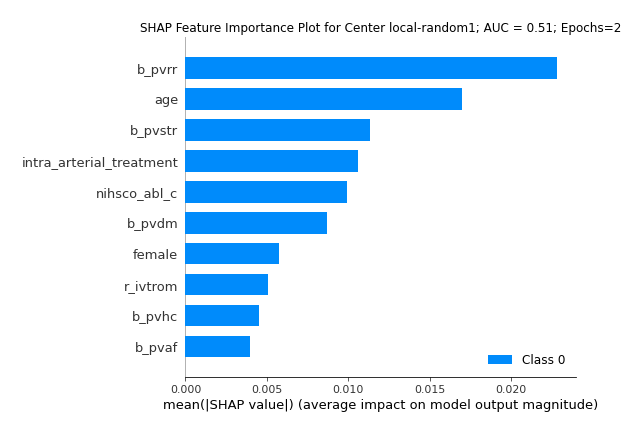 SHAP Feature Importance Plot for Center local-random1; AUC = 0.51; Epochs=2
b_pvrr
age
b_pvstr
intra_arterial_treatment
nihsco_abl_c
b_pvdm
female
r_ivtrom
b_pvhc
b_pvaf
Class 0
0.000 0.005 0.010 0.015 0.020
mean(|SHAP value|) (average impact on model output magnitude)